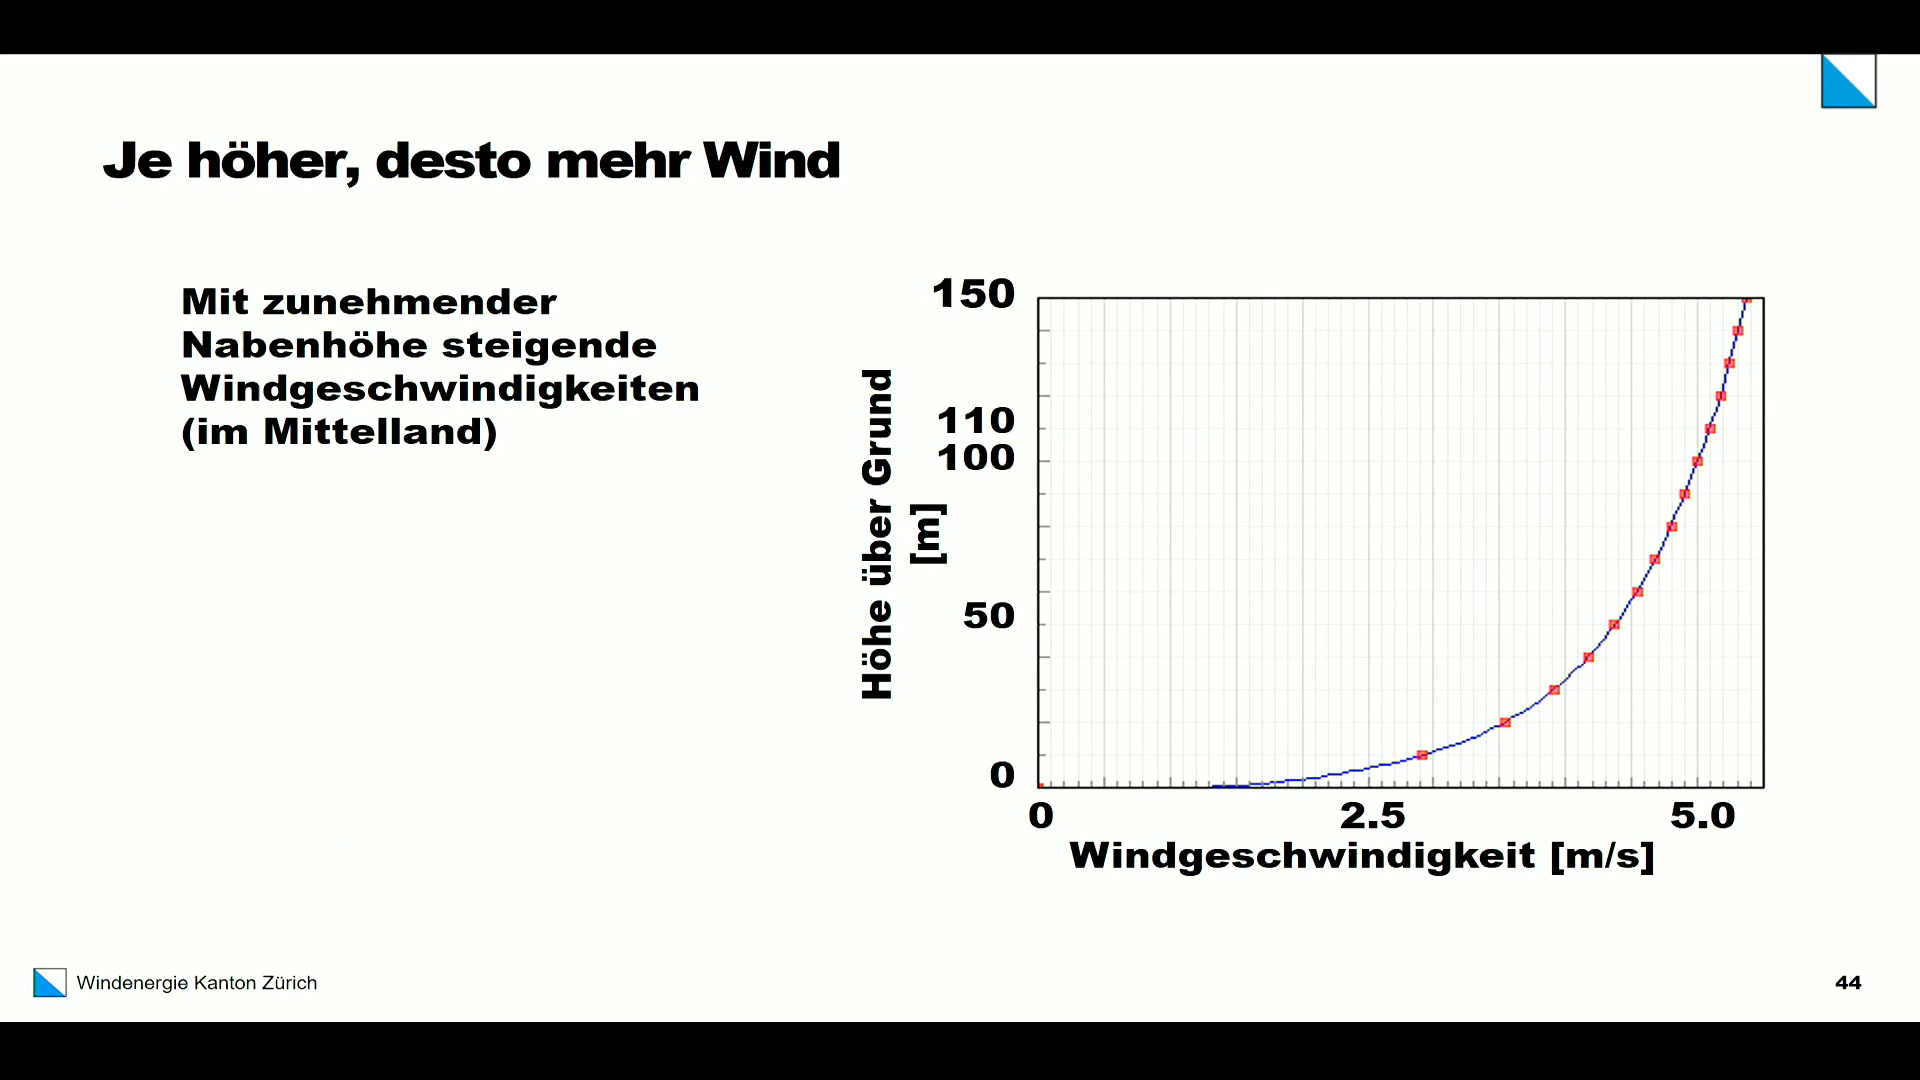 Je höher, desto mehr Wind
Mit zunehmender
Nabenhöhe steigende
Windgeschwindigkeiten
(im Mittelland)
Höhe über Grund
[m]
150
110
100
50
0
0 2.5 5.0
Windgeschwindigkeit [m/s]
Windenergie Kanton Zürich
44